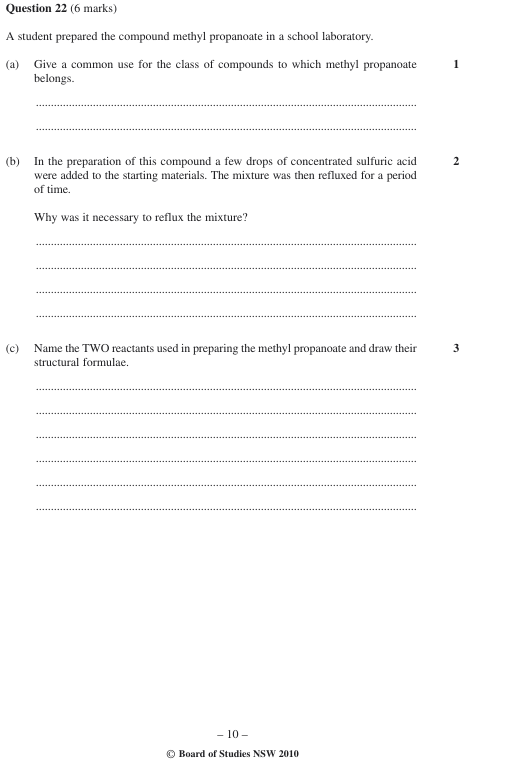 Question 22 (6 marks)
A student prepared the compound methyl propanoate in a school laboratory.
(a) Give a common use for the class of compounds to which methyl propanoate 1
belongs.
(b) In the preparation of this compound a few drops of concentrated sulfuric acid 2
were added to the starting materials. The mixture was then refluxed for a period
of time.
Why was it necessary to reflux the mixture?
(c) Name the TWO reactants used in preparing the methyl propanoate and draw their 3
structural formulae.
– 10 –
© Board of Studies NSW 2010